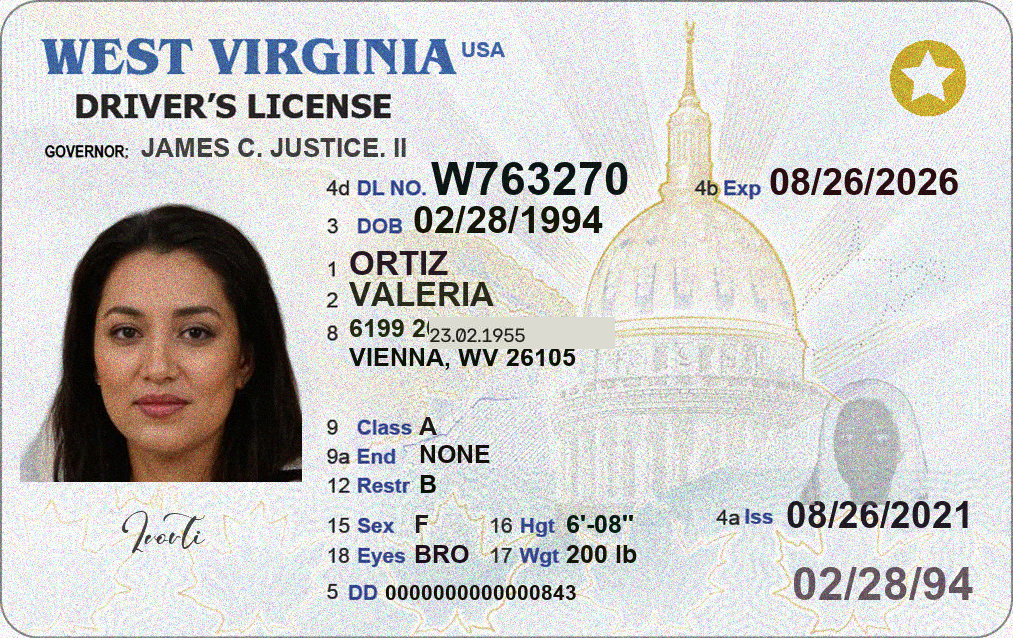 WEST VIRGINIA USA
DRIVER'S LICENSE
GOVERNOR: JAMES C. JUSTICE. II
4d DL NO. W763270 4b Exp 08/26/2026
3 DOB 02/28/1994
1 ORTIZ
2 VALERIA
8 6199 23.02.1955
VIENNA, WV 26105
9 Class A
9a End NONE
12 Restr B
15 Sex F 16 Hgt 6'-08" 4a Iss 08/26/2021
18 Eyes BRO 17 Wgt 200 lb
5 DD 0000000000000843
02/28/94